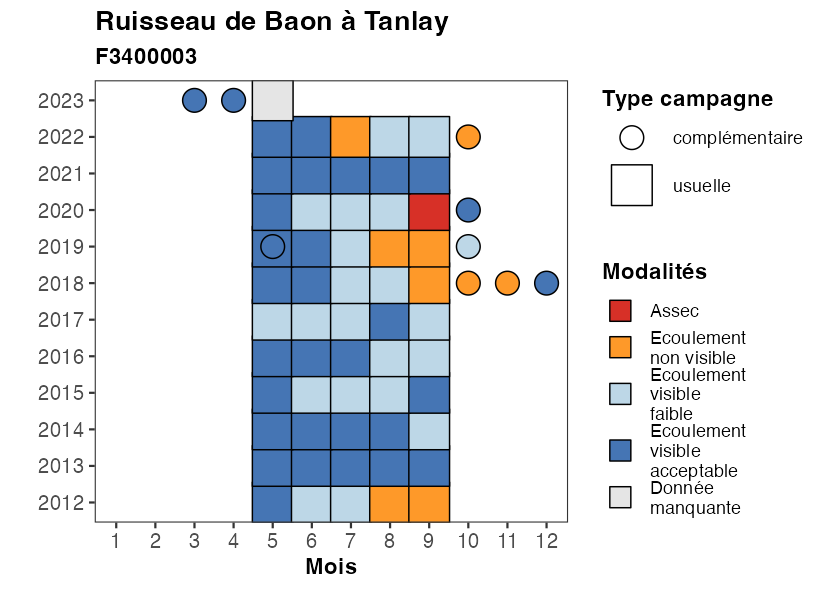 Ruisseau de Baon à Tanlay
F3400003
2023
2022
2021
2020
2019
2018
2017
2016
2015
2014
2013
2012
1 2 3 4 5 6 7 8 9 10 11 12
Mois
Type campagne
complémentaire
usuelle
Modalités
Assec
Ecoulement
non visible
Ecoulement
visible
faible
Ecoulement
visible
acceptable
Donnée
manquante